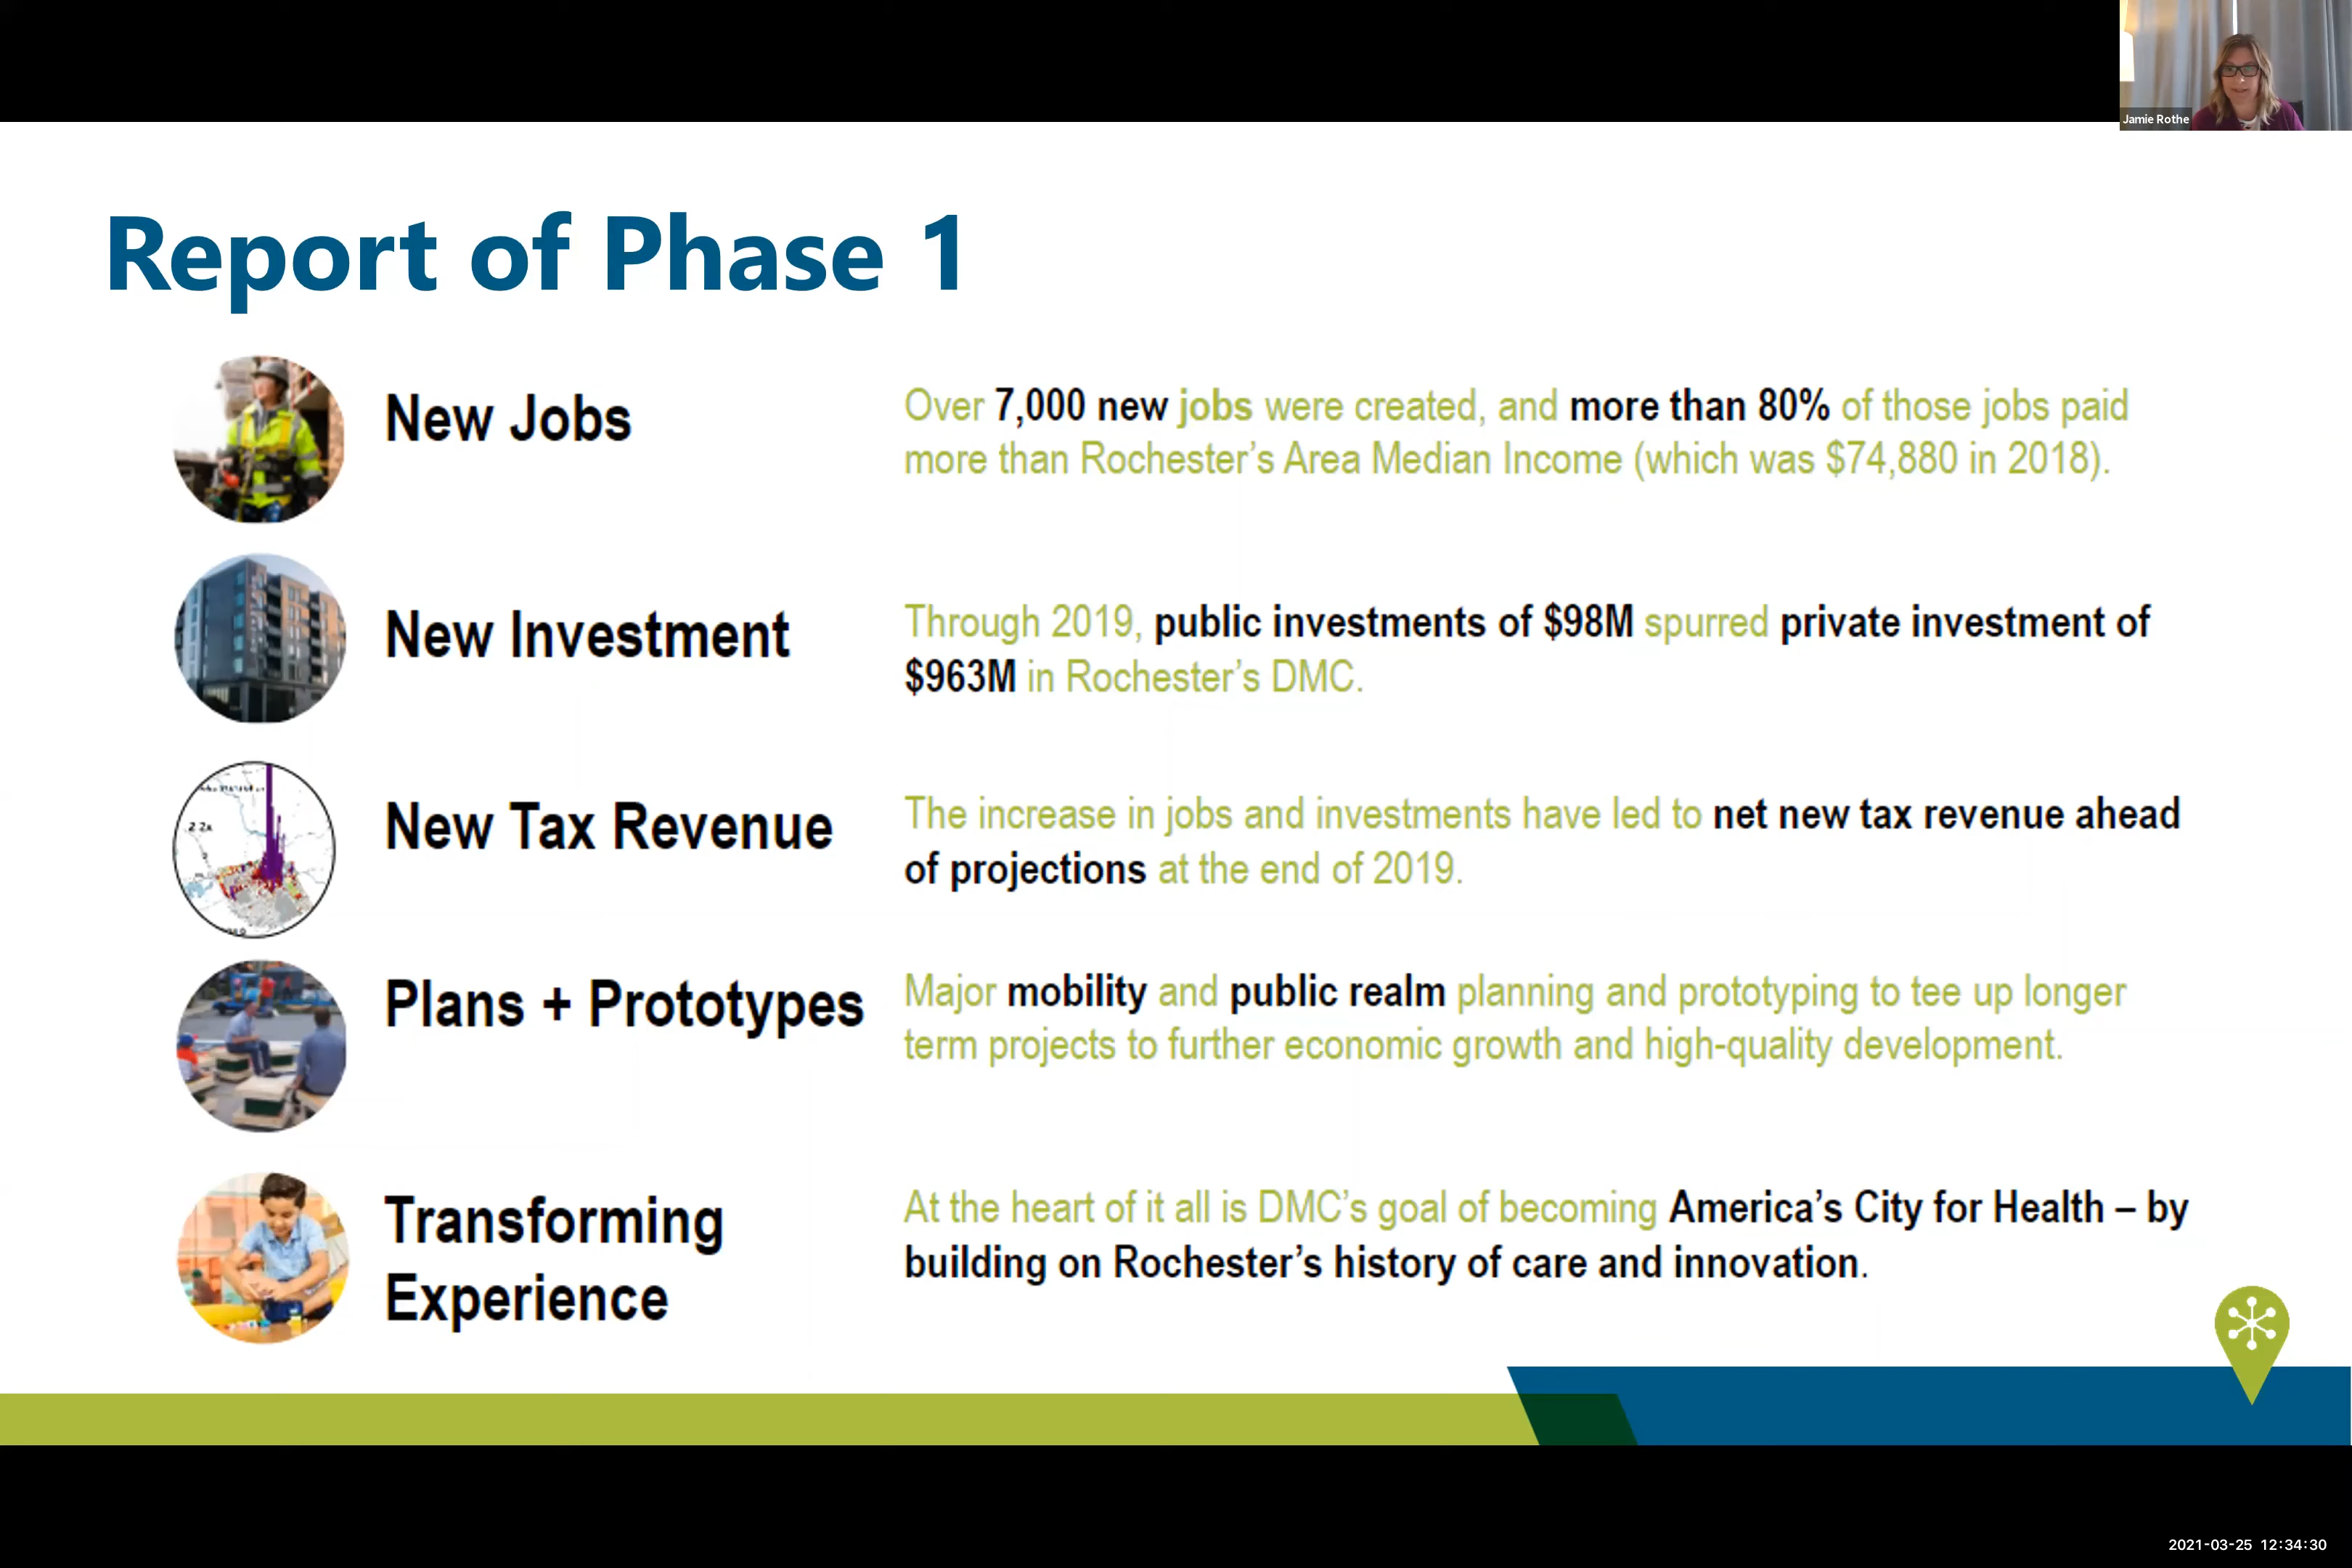 Jamie Rothe
Report of Phase 1
New Jobs
Over 7,000 new jobs were created, and more than 80% of those jobs paid
more than Rochester's Area Median Income (which was $74,880 in 2018).
New Investment
Through 2019, public investments of $98M spurred private investment of
$963M in Rochester's DMC.
New Tax Revenue
The increase in jobs and investments have led to net new tax revenue ahead
of projections at the end of 2019.
Plans + Prototypes
Major mobility and public realm planning and prototyping to tee up longer
term projects to further economic growth and high-quality development.
Transforming
Experience
At the heart of it all is DMC's goal of becoming America's City for Health – by
building on Rochester's history of care and innovation.
2021-03-25 12:34:30